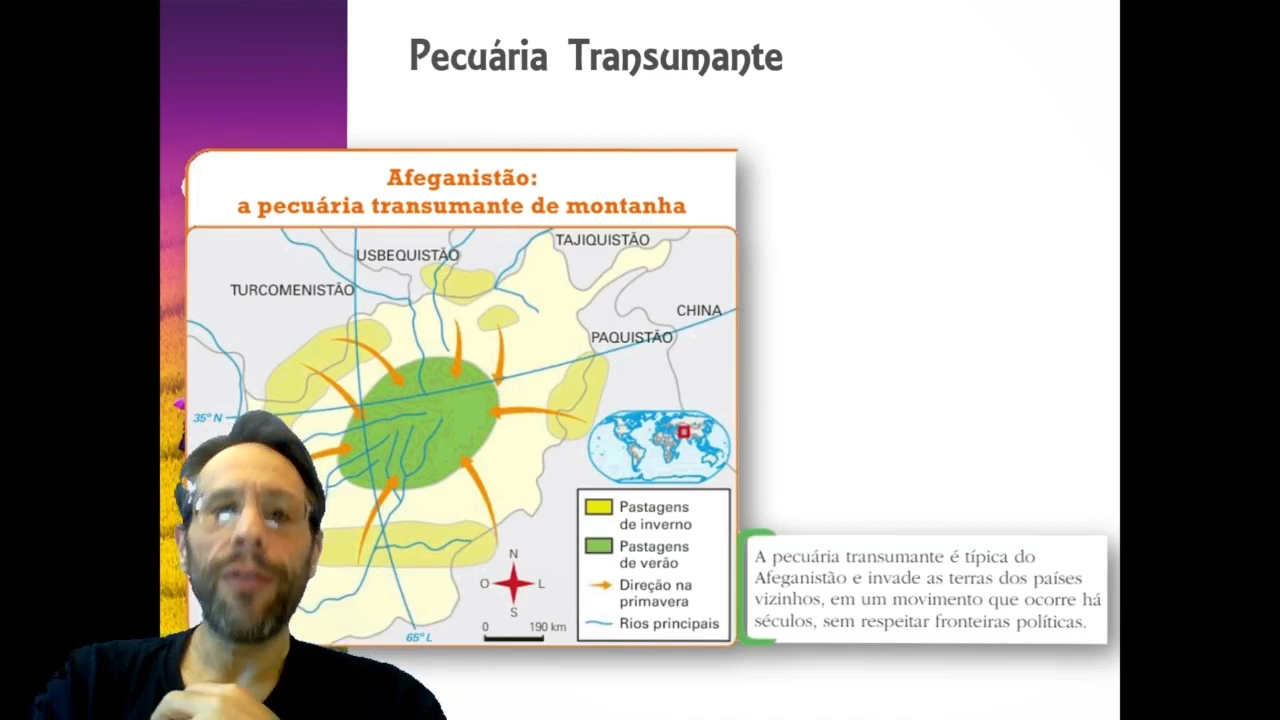 Pecuária Transumante
Afeganistão:
a pecuária transumante de montanha
TAJIQUISTÃO
USBEQUISTÃO
TURCOMENISTÃO
CHINA
PAQUISTÃO
35º N
Pastagens
de inverno
Pastagens
de verão
Direção na
primavera
Rios principais
N
O
L
S
0 190 km
65º L
A pecuária transumante é típica do
Afeganistão e invade as terras dos países
vizinhos, em um movimento que ocorre há
séculos, sem respeitar fronteiras políticas.